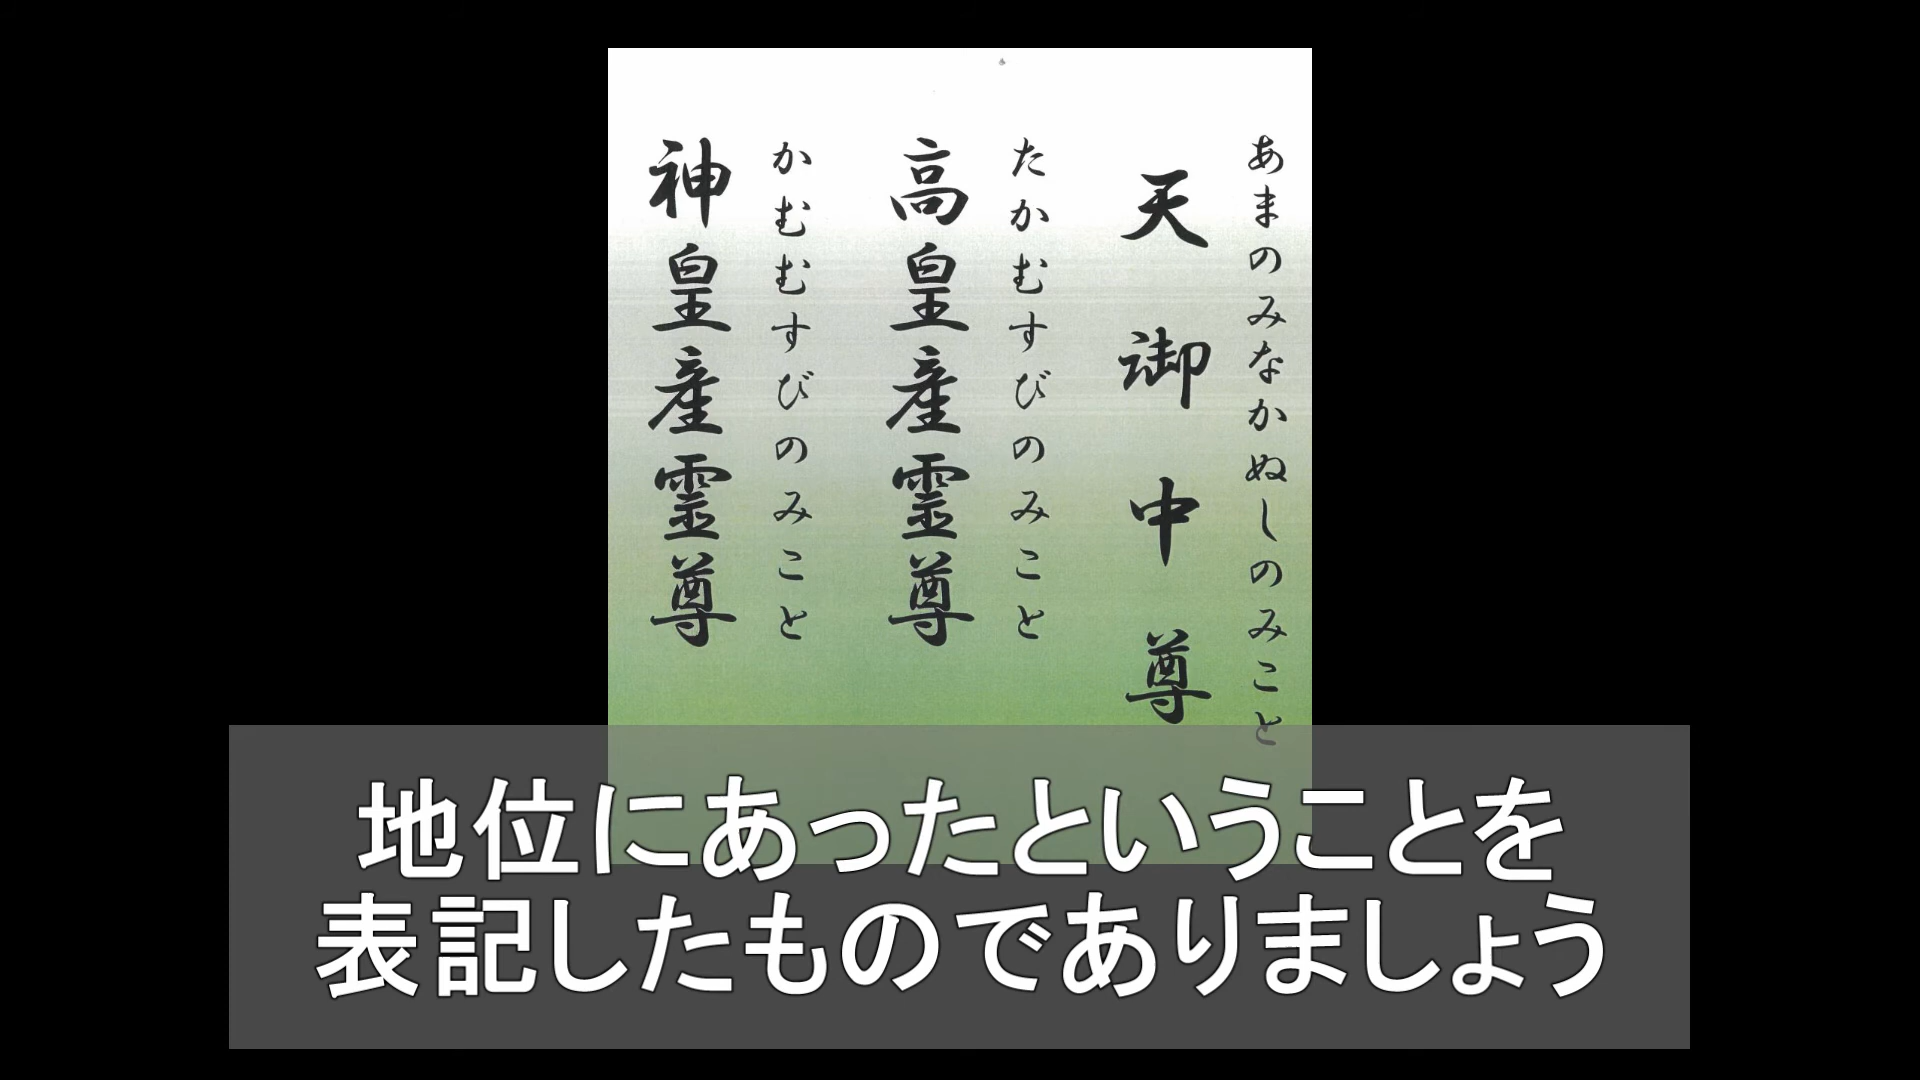 あまのみなかぬしのみこと
天御中尊
たかむすびのみこと
高皇産霊尊
かむむすびのみこと
神皇産霊尊
地位にあったということを
表記したものでありましょう